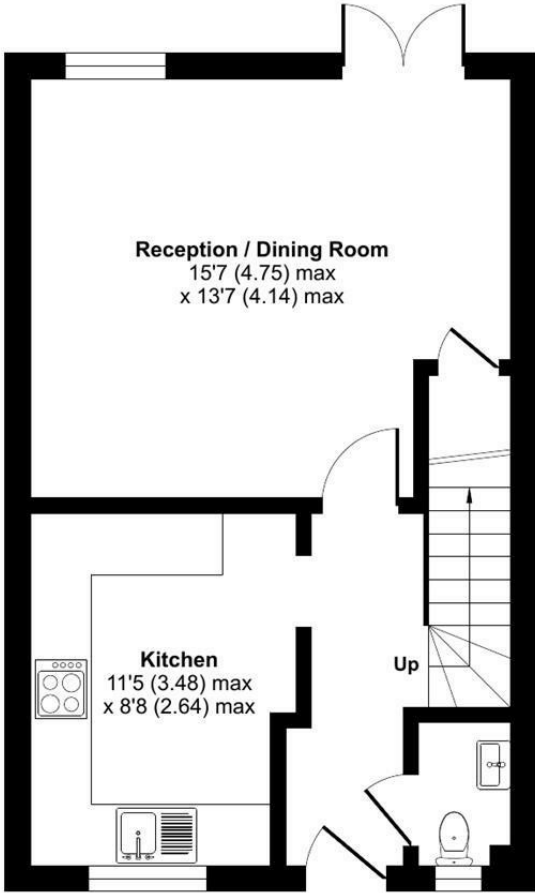 Reception / Dining Room
15'7 (4.75) max
x 13'7 (4.14) max
Kitchen
11'5 (3.48) max
x 8'8 (2.64) max
Up